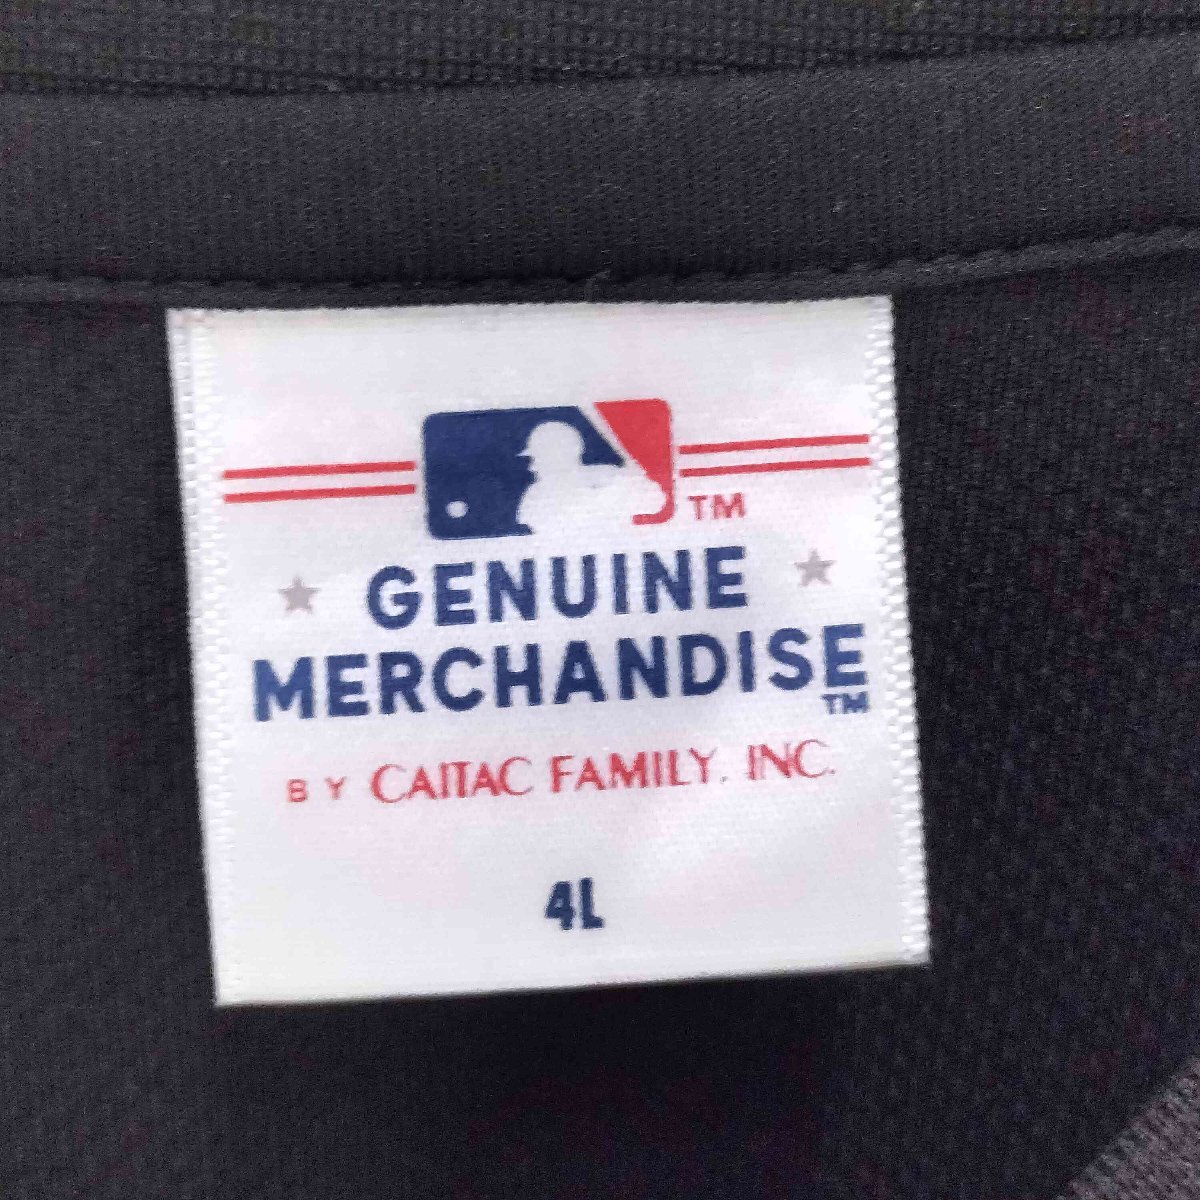 TM
GENUINE
MERCHANDISE
TM
BY CAITAC FAMILY. INC.
4L